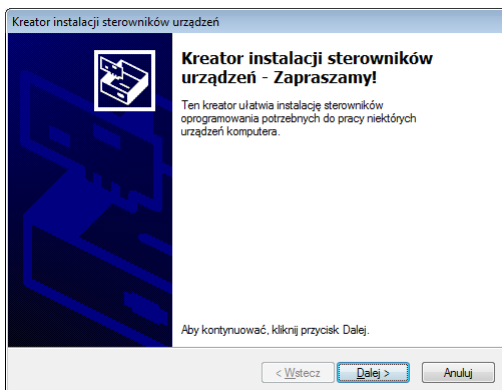 Kreator instalacji sterowników urządzeń
Kreator instalacji sterowników
urządzeń - Zapraszamy!
Ten kreator ułatwia instalację sterowników
oprogramowania potrzebnych do pracy niektórych
urządzeń komputera.
Aby kontynuować, kliknij przycisk Dalej.
< Wstecz Dalej > Anuluj